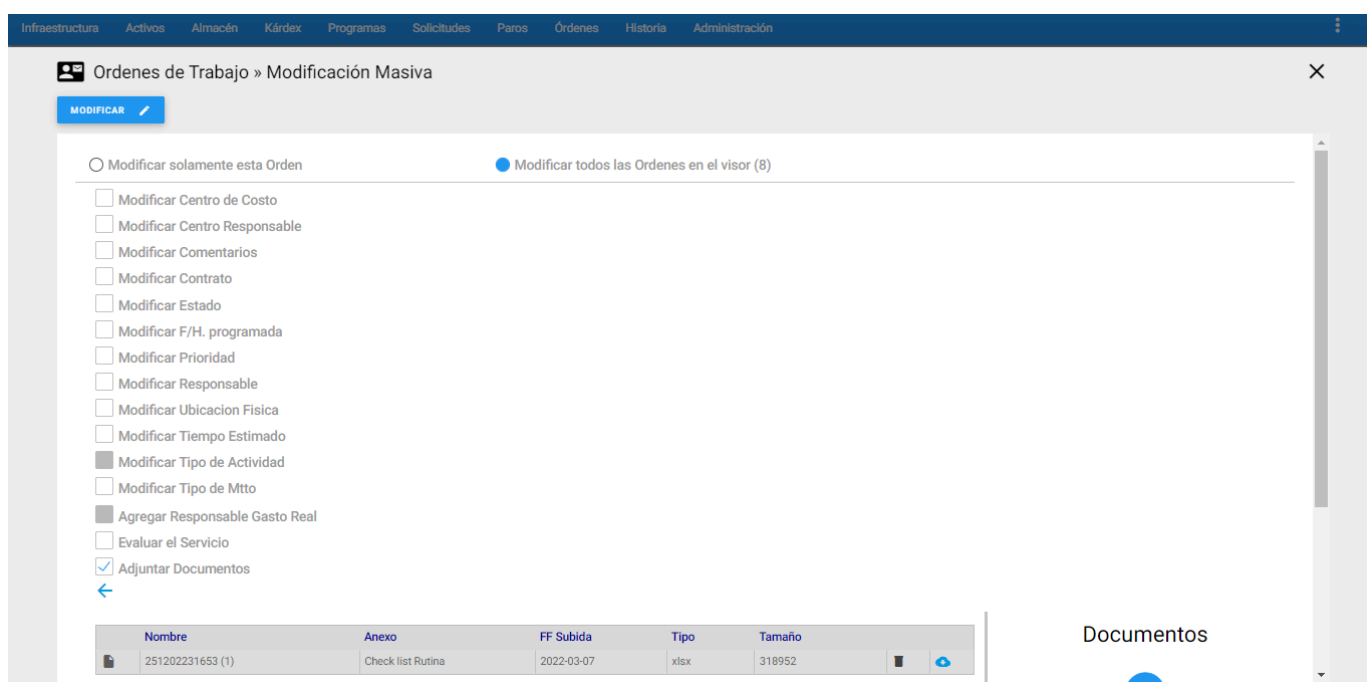 Infraestructura Activos Almacén Kárdex Programas Solicitudes Paros Órdenes Historia Administración
Ordenes de Trabajo » Modificación Masiva
MODIFICAR
Modificar solamente esta Orden Modificar todos las Ordenes en el visor (8)
Modificar Centro de Costo
Modificar Centro Responsable
Modificar Comentarios
Modificar Contrato
Modificar Estado
Modificar F/H. programada
Modificar Prioridad
Modificar Responsable
Modificar Ubicacion Fisica
Modificar Tiempo Estimado
Modificar Tipo de Actividad
Modificar Tipo de Mtto
Agregar Responsable Gasto Real
Evaluar el Servicio
Adjuntar Documentos
Nombre Anexo FF Subida Tipo Tamaño
251202231653 (1) Check list Rutina 2022-03-07 xlsx 318952
Documentos